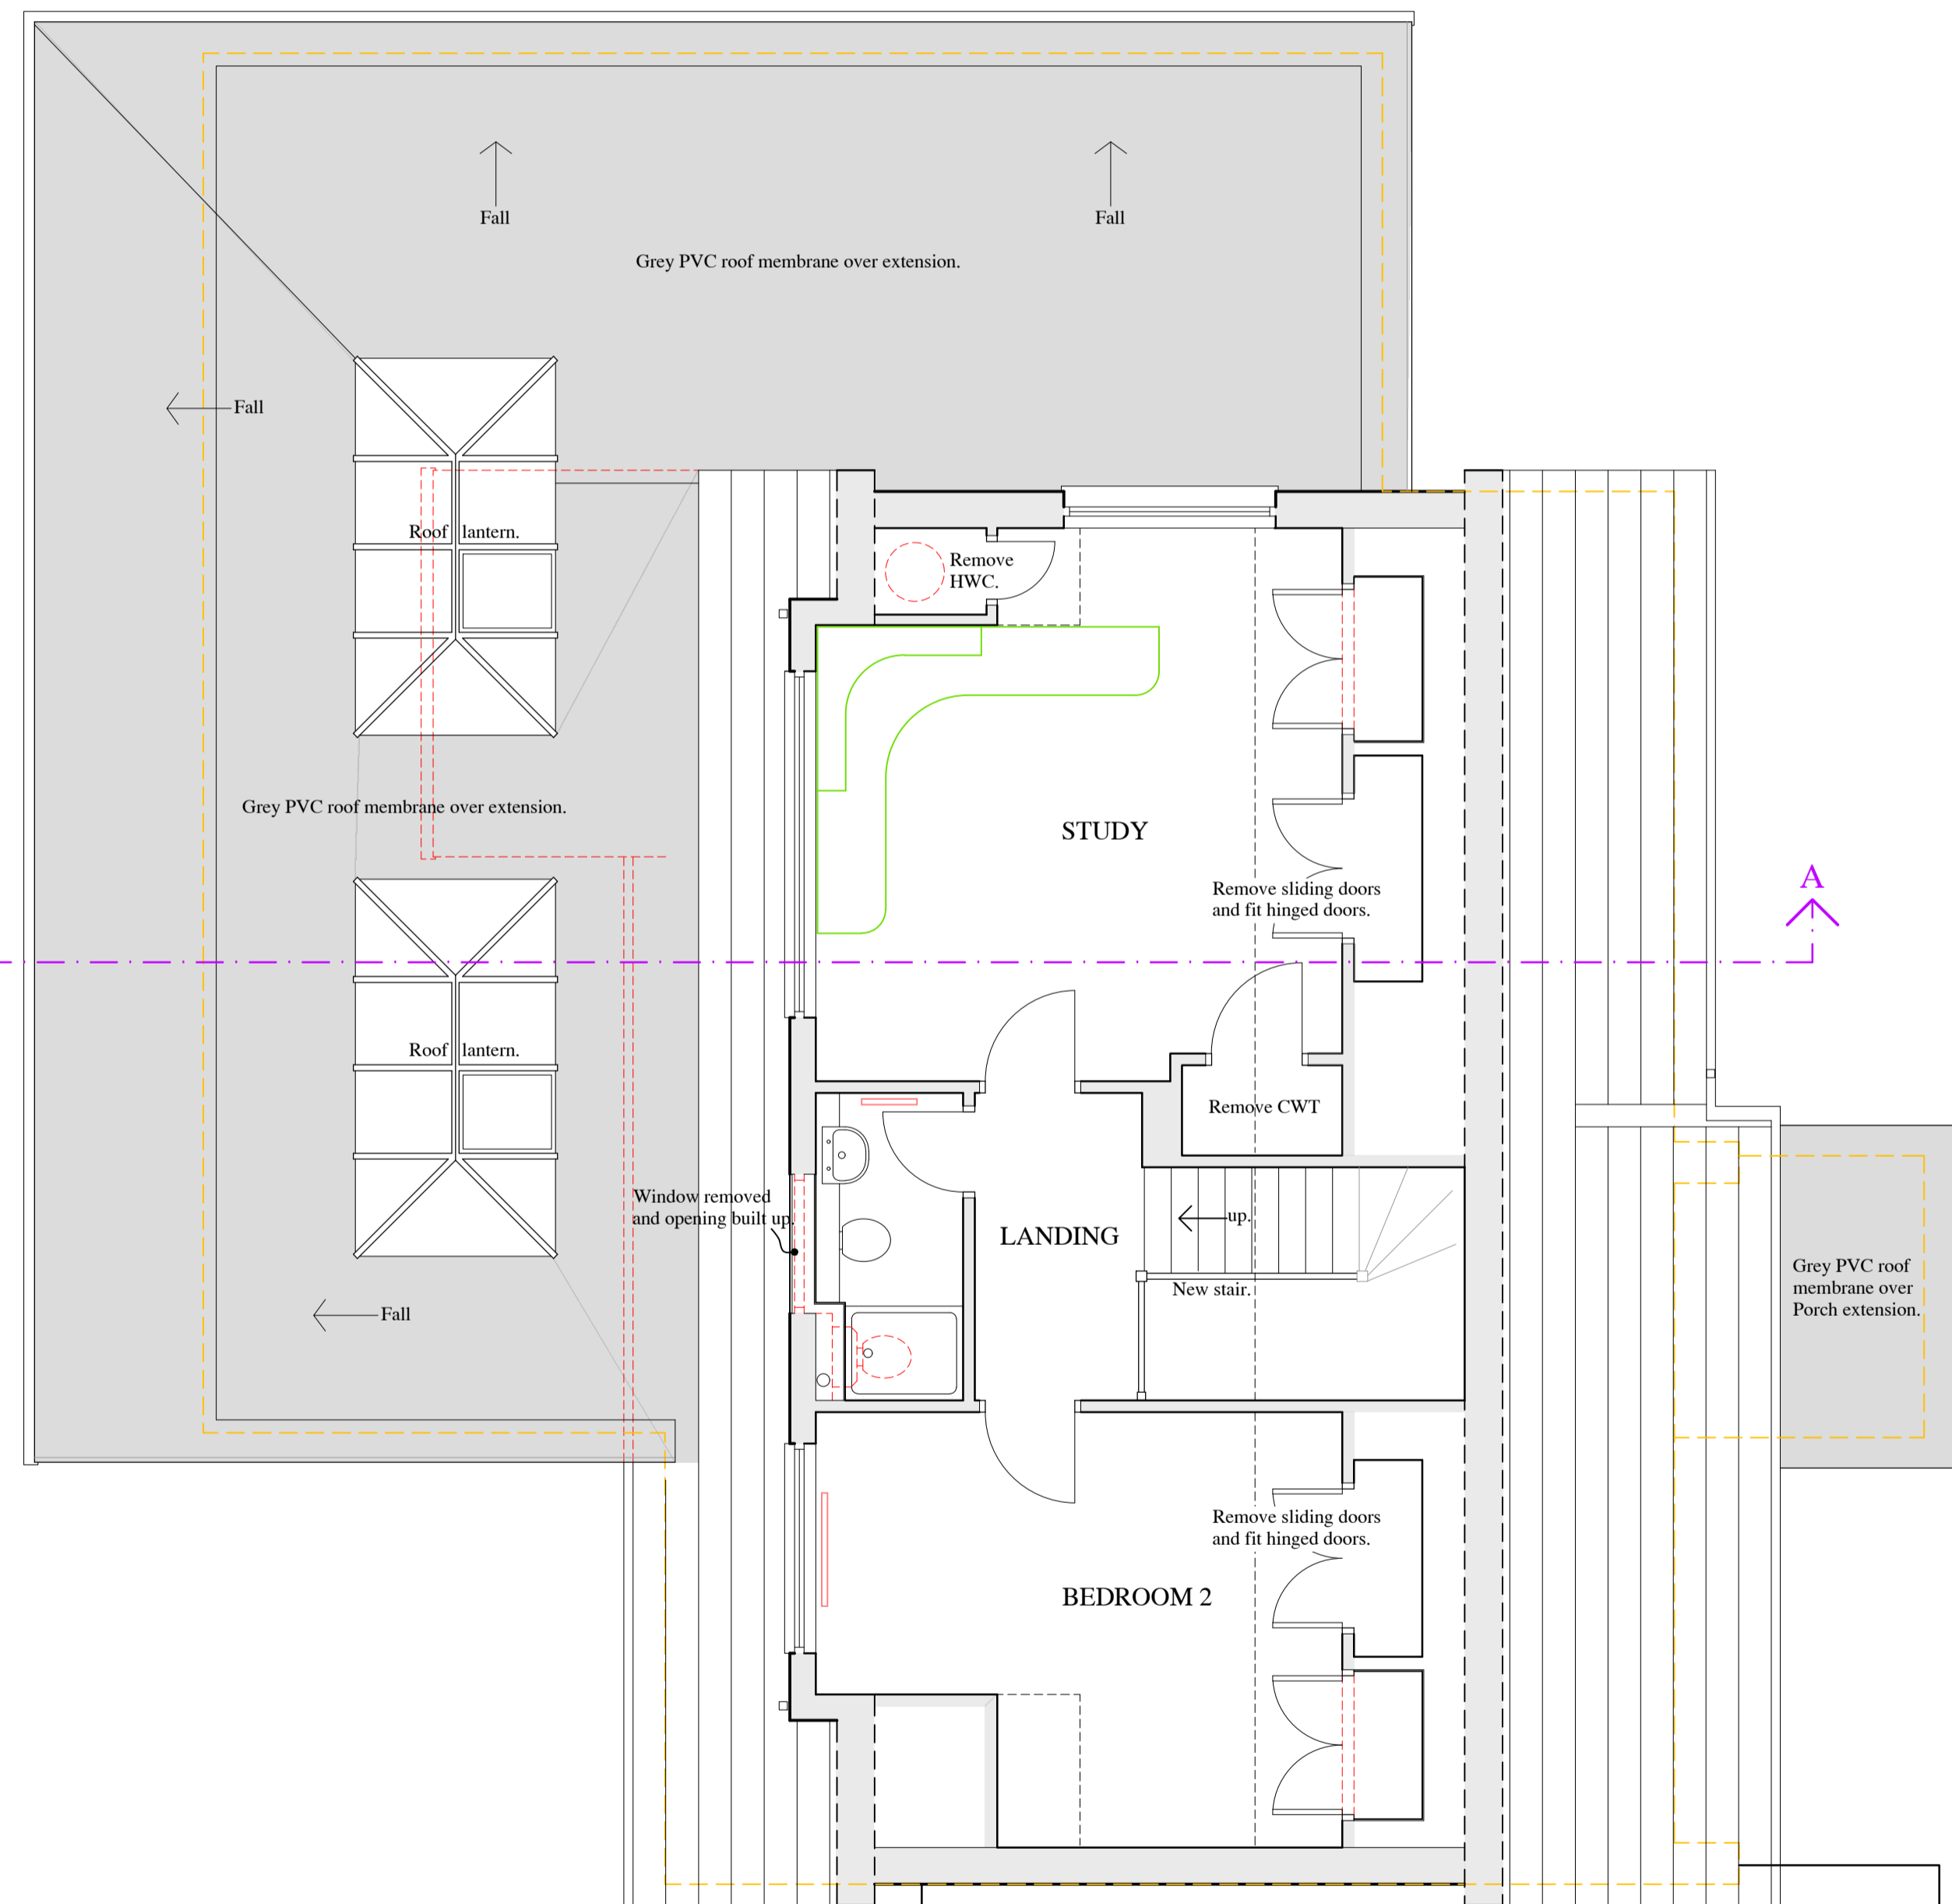 Fall
Fall
Grey PVC roof membrane over extension.
Fall
Roof lantern.
Remove
HWC.
Grey PVC roof membrane over extension.
STUDY
A
Remove sliding doors
and fit hinged doors.
Roof lantern.
Remove CWT
Window removed
and opening built up.
LANDING
up.
New stair.
Grey PVC roof
membrane over
Porch extension.
Fall
Remove sliding doors
and fit hinged doors.
BEDROOM 2